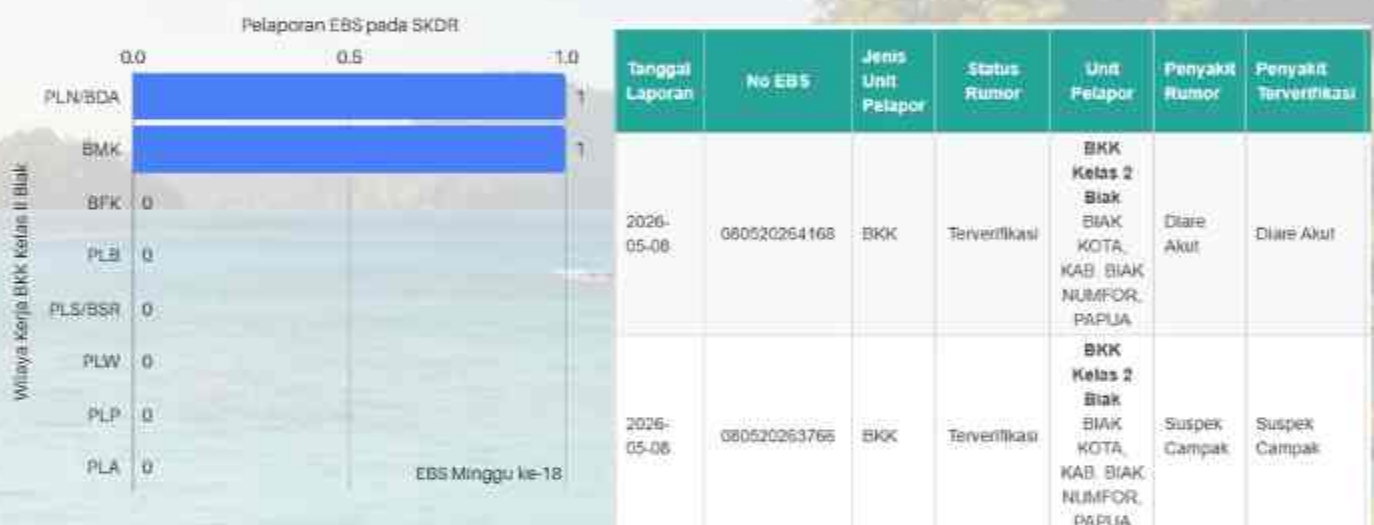 Pelaporan EBS pada SKDR
0.0
0.5
1.0
Wilaya Kerja BKK Kelas II Biak
PLN/BDA
1
BMK
1
BFK
0
PLB
0
PLS/BSR
0
PLW
0
PLP
0
PLA
0
EBS Minggu ke-18
Tanggal
Laporan
No EBS
Jenis
Unit
Pelapor
Status
Rumor
Unit
Pelapor
Penyakit
Rumor
Penyakit
Terverifikasi
2026-
05-08
080520264168
BKK
Terverifikasi
BKK
Kelas 2
Biak
BIAK
KOTA,
KAB. BIAK
NUMFOR,
PAPUA
Diare
Akut
Diare Akut
2026-
05-08
080520263766
BKK
Terverifikasi
BKK
Kelas 2
Biak
BIAK
KOTA,
KAB. BIAK
NUMFOR,
PAPUA
Suspek
Campak
Suspek
Campak